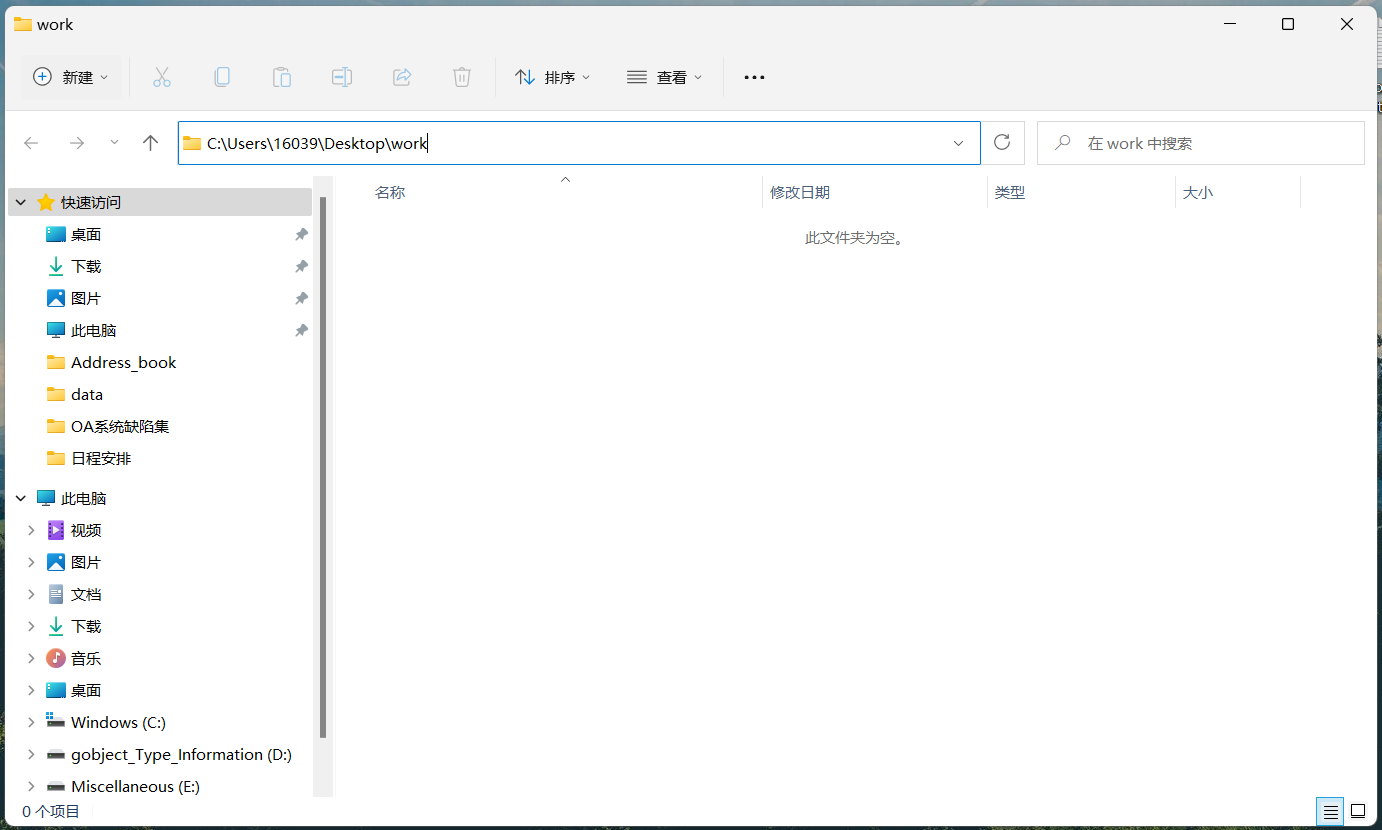 work
新建
排序
查看
C:\Users\16039\Desktop\work
在 work 中搜索
名称 修改日期 类型 大小
此文件夹为空。
快速访问
桌面
下载
图片
此电脑
Address_book
data
OA系统缺陷集
日程安排
此电脑
视频
图片
文档
下载
音乐
桌面
Windows (C:)
gobject_Type_Information (D:)
Miscellaneous (E:)
0 个项目